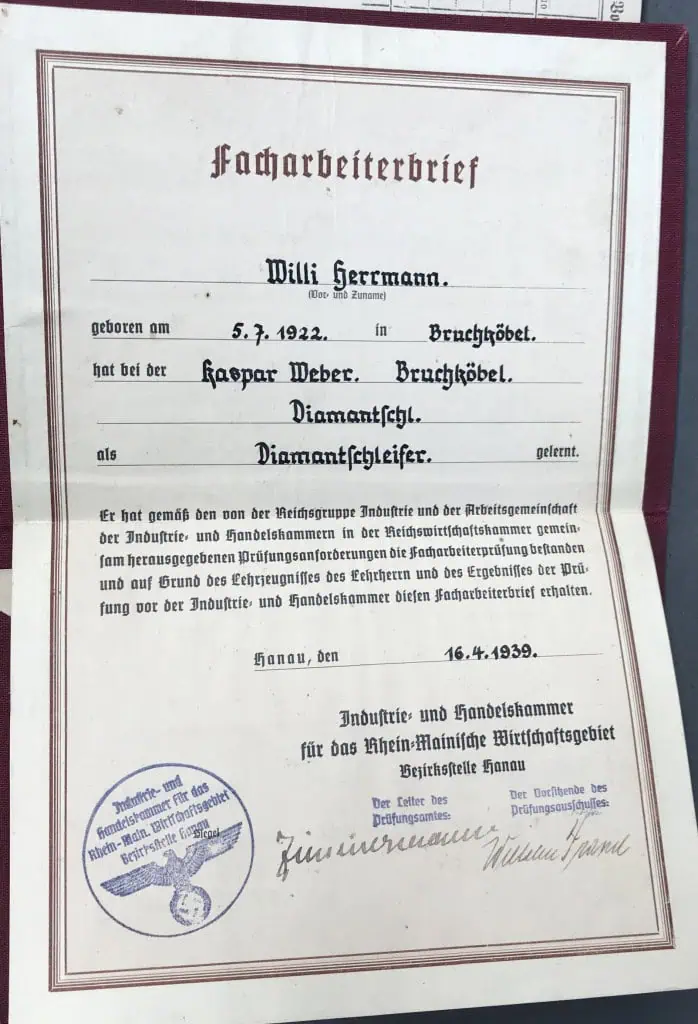 Facharbeiterbrief
Willi Herrmann.
(Vor- und Zuname)
geboren am 5.7.1922. in Bruchköbel.
hat bei der Kaspar Weber. Bruchköbel.
Diamantschl.
als Diamantschleifer. gelernt.
Er hat gemäß den von der Reichsgruppe Industrie und der Arbeitsgemeinschaft
der Industrie- und Handelskammern in der Reichswirtschaftskammer gemein-
sam herausgegebenen Prüfungsanforderungen die Facharbeiterprüfung bestanden
und auf Grund des Lehrzeugnisses des Lehrherrn und des Ergebnisses der Prü-
fung vor der Industrie- und Handelskammer diesen Facharbeiterbrief erhalten.
Hanau, den 16.4.1939.
Industrie- und Handelskammer
für das Rhein-Mainische Wirtschaftsgebiet
Bezirksstelle Hanau
Der Leiter des
Prüfungsamtes:
Der Vorsitzende des
Prüfungsausschusses:
Zimmermann
Wilhelm
Industrie- und
Handelskammer für das
Rhein-Main. Wirtschaftsgebiet
Bezirksstelle Hanau
Siegel